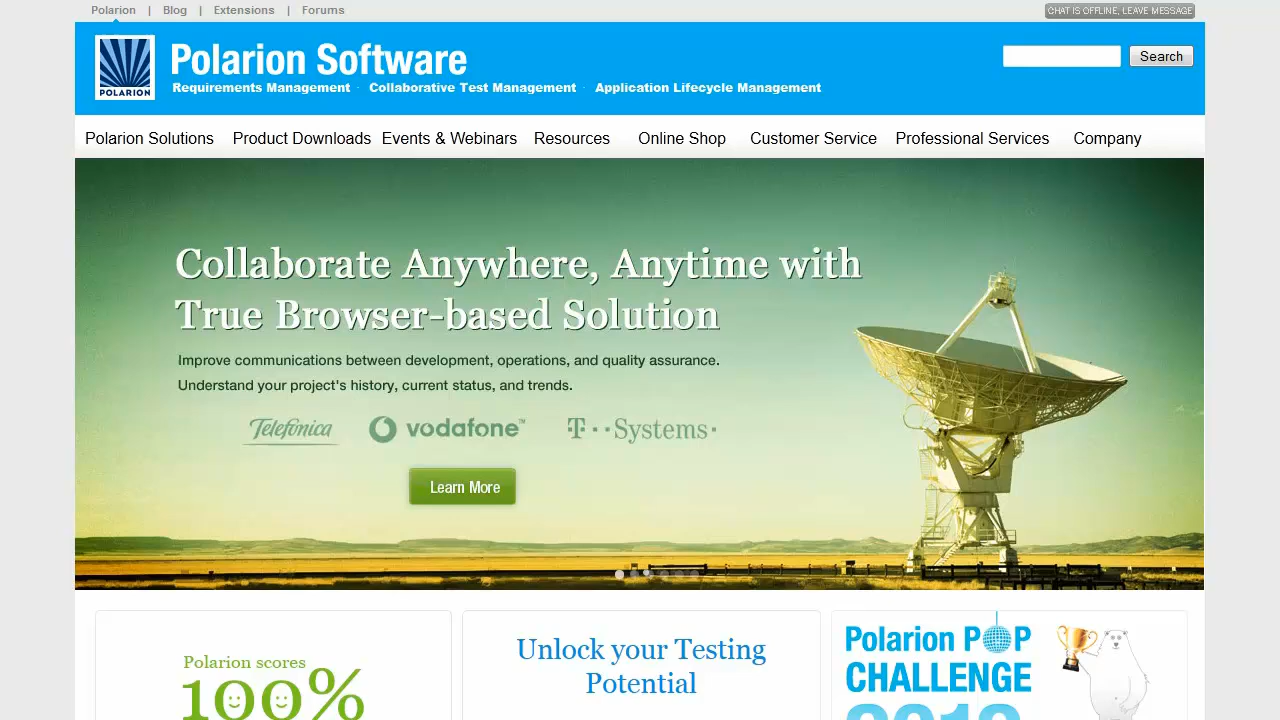 Polarion | Blog | Extensions | Forums
CHAT IS OFFLINE, LEAVE MESSAGE
POLARION
Polarion Software
Search
Requirements Management · Collaborative Test Management · Application Lifecycle Management
Polarion Solutions Product Downloads Events & Webinars Resources Online Shop Customer Service Professional Services Company
Collaborate Anywhere, Anytime with
True Browser-based Solution
Improve communications between development, operations, and quality assurance.
Understand your project's history, current status, and trends.
Telefónica vodafone™ T··Systems·
Learn More
Polarion scores
100%
Unlock your Testing
Potential
Polarion POP
CHALLENGE